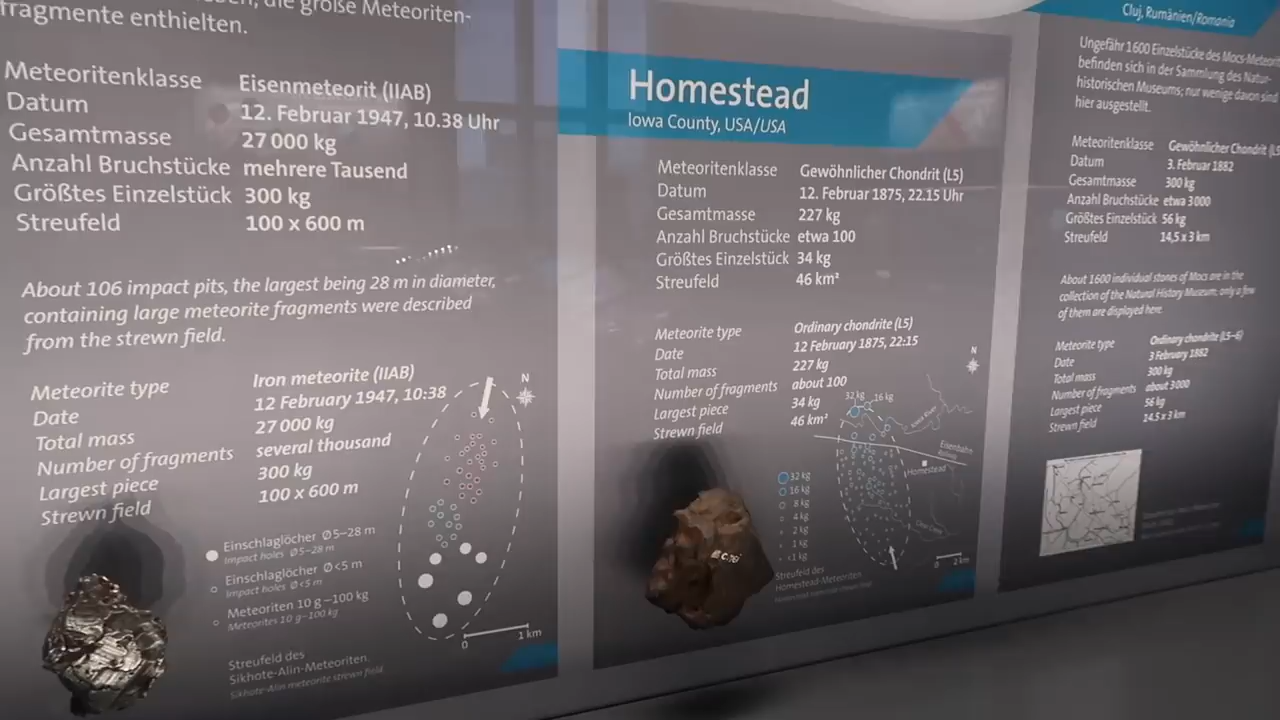 die große Meteoriten-
fragmente enthielten.
Meteoritenklasse Eisenmeteorit (IIAB)
Datum 12. Februar 1947, 10.38 Uhr
Gesamtmasse 27 000 kg
Anzahl Bruchstücke mehrere Tausend
Größtes Einzelstück 300 kg
Streufeld 100 x 600 m
About 106 impact pits, the largest being 28 m in diameter,
containing large meteorite fragments were described
from the strewn field.
Meteorite type Iron meteorite (IIAB)
Date 12 February 1947, 10:38
Total mass 27 000 kg
Number of fragments several thousand
Largest piece 300 kg
Strewn field 100 x 600 m
N
Einschlaglöcher Ø5–28 m
Impact holes Ø5–28 m
Einschlaglöcher Ø<5 m
Impact holes Ø<5 m
Meteoriten 10 g–100 kg
Meteorites 10 g–100 kg
0 1 km
Streufeld des
Sikhote-Alin-Meteoriten.
Sikhote-Alin meteorite strewn field
Homestead
Iowa County, USA/USA
Meteoritenklasse Gewöhnlicher Chondrit (L5)
Datum 12. Februar 1875, 22.15 Uhr
Gesamtmasse 227 kg
Anzahl Bruchstücke etwa 100
Größtes Einzelstück 34 kg
Streufeld 46 km²
Meteorite type Ordinary chondrite (L5)
Date 12 February 1875, 22:15
Total mass 227 kg
Number of fragments about 100
Largest piece 34 kg
Strewn field 46 km²
N
32 kg 16 kg
Eisenbahn
Railway
Homestead
32 kg
16 kg
8 kg
4 kg
2 kg
1 kg
<1 kg
0 2 km
Streufeld des
Homestead-Meteoriten
Cluj, Rumänien/Romania
Ungefähr 1600 Einzelstücke des Mocs-Meteorit
befinden sich in der Sammlung des Natur-
historischen Museums; nur wenige davon sind
hier ausgestellt.
Meteoritenklasse Gewöhnlicher Chondrit (L5
Datum 3. Februar 1882
Gesamtmasse 300 kg
Anzahl Bruchstücke etwa 3000
Größtes Einzelstück 56 kg
Streufeld 14,5 x 3 km
About 1600 individual stones of Mocs are in the
collection of the Natural History Museum; only a few
of them are displayed here.
Meteorite type Ordinary chondrite (L5–6)
Date 3 February 1882
Total mass 300 kg
Number of fragments about 3000
Largest piece 56 kg
Strewn field 14.5 x 3 km